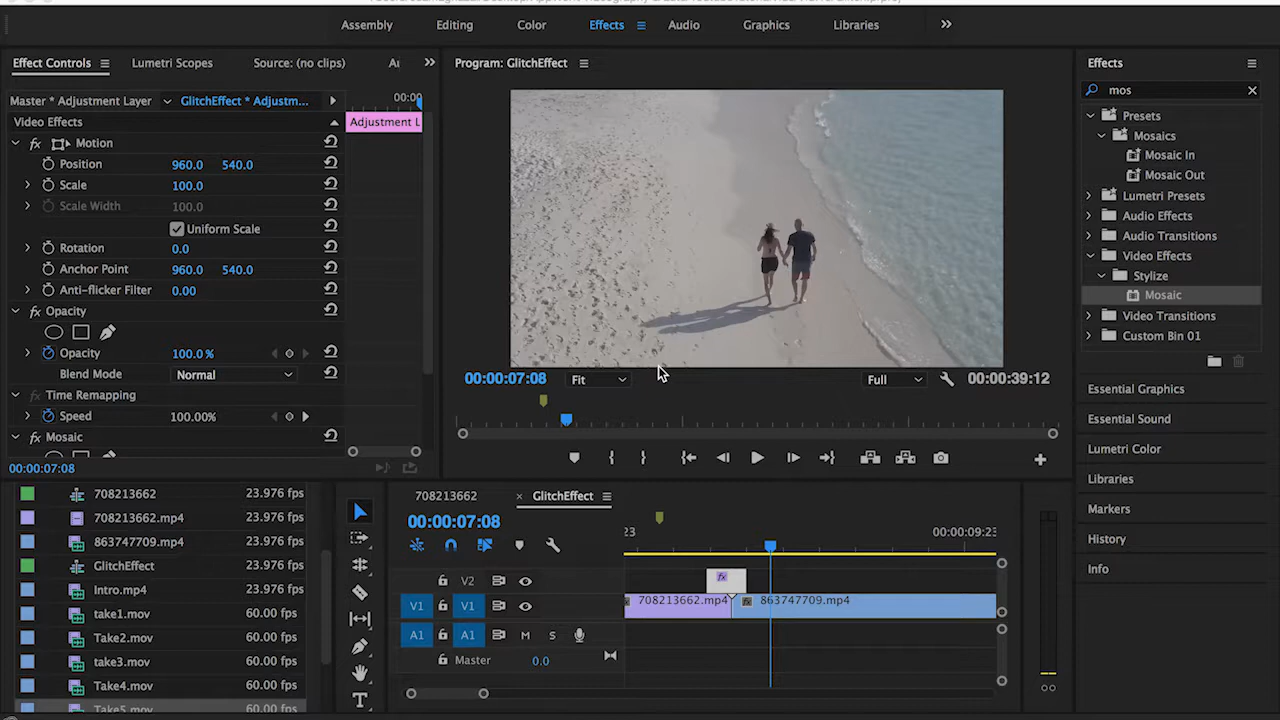 Assembly Editing Color Effects Audio Graphics Libraries
Effect Controls Lumetri Scopes Source: (no clips)
Program: GlitchEffect
Effects
Master * Adjustment Layer GlitchEffect * Adjustm...
00:00
Video Effects
Adjustment L
Motion
Position 960.0 540.0
Scale 100.0
Scale Width 100.0
Uniform Scale
Rotation 0.0
Anchor Point 960.0 540.0
Anti-flicker Filter 0.00
Opacity
Opacity 100.0 %
Blend Mode Normal
Time Remapping
Speed 100.00%
Mosaic
00:00:07:08
00:00:07:08 Fit Full 00:00:39:12
mos
Presets
Mosaics
Mosaic In
Mosaic Out
Lumetri Presets
Audio Effects
Audio Transitions
Video Effects
Stylize
Mosaic
Video Transitions
Custom Bin 01
Essential Graphics
Essential Sound
Lumetri Color
Libraries
Markers
History
Info
708213662 23.976 fps
708213662.mp4 23.976 fps
863747709.mp4 23.976 fps
GlitchEffect 23.976 fps
Intro.mp4 23.976 fps
take1.mov 60.00 fps
Take2.mov 60.00 fps
take3.mov 60.00 fps
Take4.mov 60.00 fps
Take5.mov 60.00 fps
708213662 × GlitchEffect
00:00:07:08
23 00:00:09:23
V2
fx
V1 V1
708213662.mp4 863747709.mp4
A1 A1 M S
Master 0.0